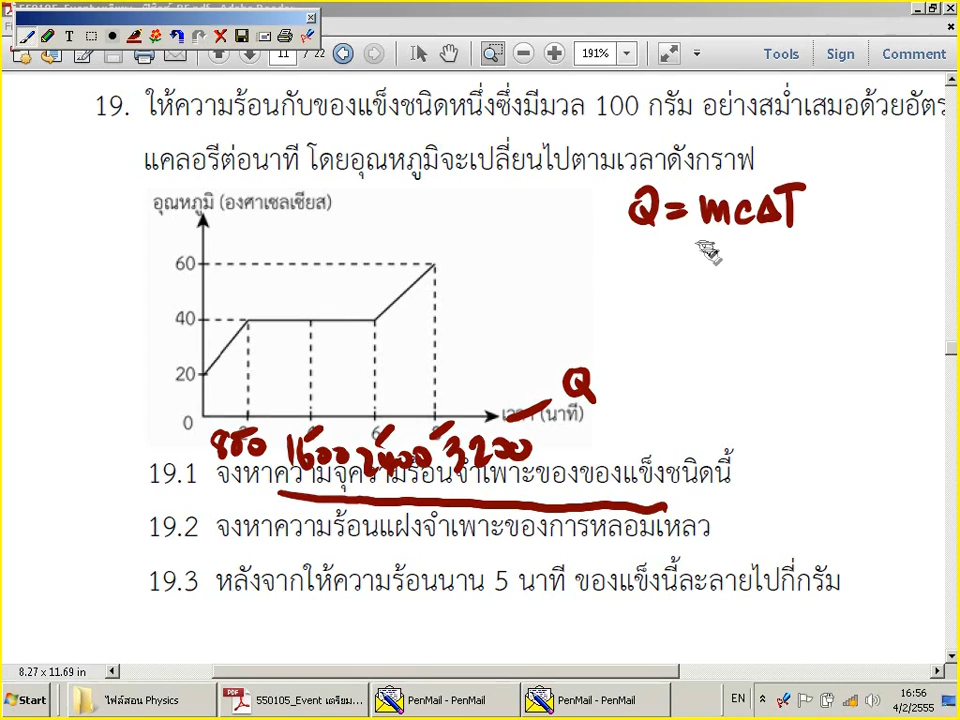 11 / 22
191%
Tools
Sign
Comment
19. ให้ความร้อนกับของแข็งชนิดหนึ่งซึ่งมีมวล 100 กรัม อย่างสม่ำเสมอด้วยอัตร
แคลอรีต่อนาที โดยอุณหภูมิจะเปลี่ยนไปตามเวลาดังกราฟ
อุณหภูมิ (องศาเซลเซียส)
Q = mcΔT
60
40
20
0
Q
(นาที)
800 1600 2400 3200
19.1 จงหาความจุความร้อนจำเพาะของของแข็งชนิดนี้
19.2 จงหาความร้อนแฝงจำเพาะของการหลอมเหลว
19.3 หลังจากให้ความร้อนนาน 5 นาที ของแข็งนี้ละลายไปกี่กรัม
8.27 x 11.69 in
Start
ไฟล์สอน Physics
550105_Event เตรียม...
PenMail - PenMail
PenMail - PenMail
EN
16:56
4/2/2555